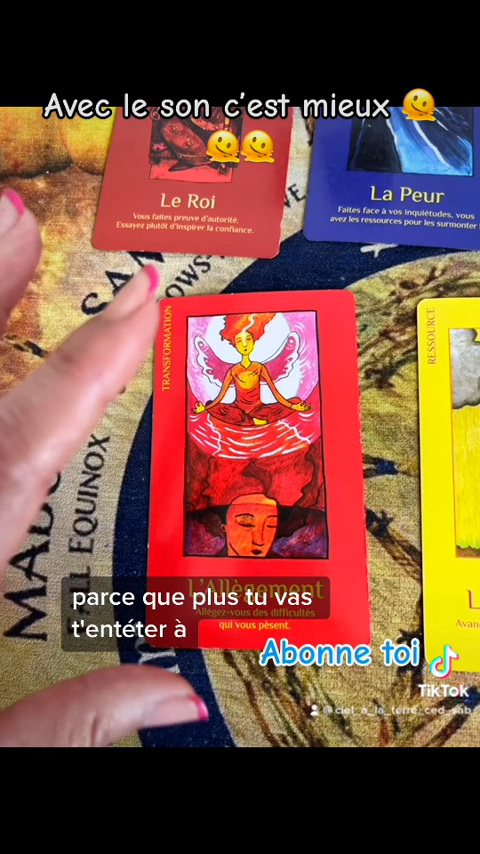 Avec le son c'est mieux 🫠
🫠🫠
Le Roi
Vous faites preuve d'autorité.
Essayez plutôt d'inspirer la confiance.
La Peur
Faites face à vos inquiétudes, vous
avez les ressources pour les surmonter
TRANSFORMATION
RESSOURCE
L'Allègement
Allégez-vous des difficultés
qui vous pèsent.
parce que plus tu vas
t'entéter à
Abonne toi
TikTok
@ciel_a_la_terre_ced_sab
EQUINOX